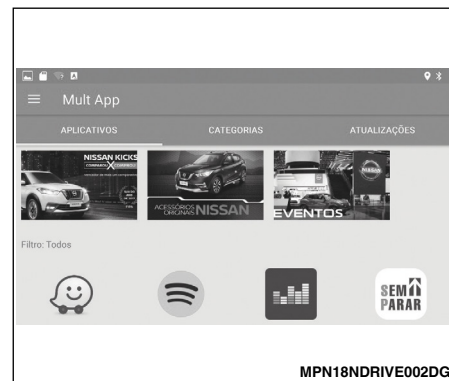 Mult App
APLICATIVOS CATEGORIAS ATUALIZAÇÕES
NISSAN KICKS
ACESSÓRIOS ORIGINAIS NISSAN
EVENTOS
Filtro: Todos
SEM PARAR
MPN18NDRIVE002DG